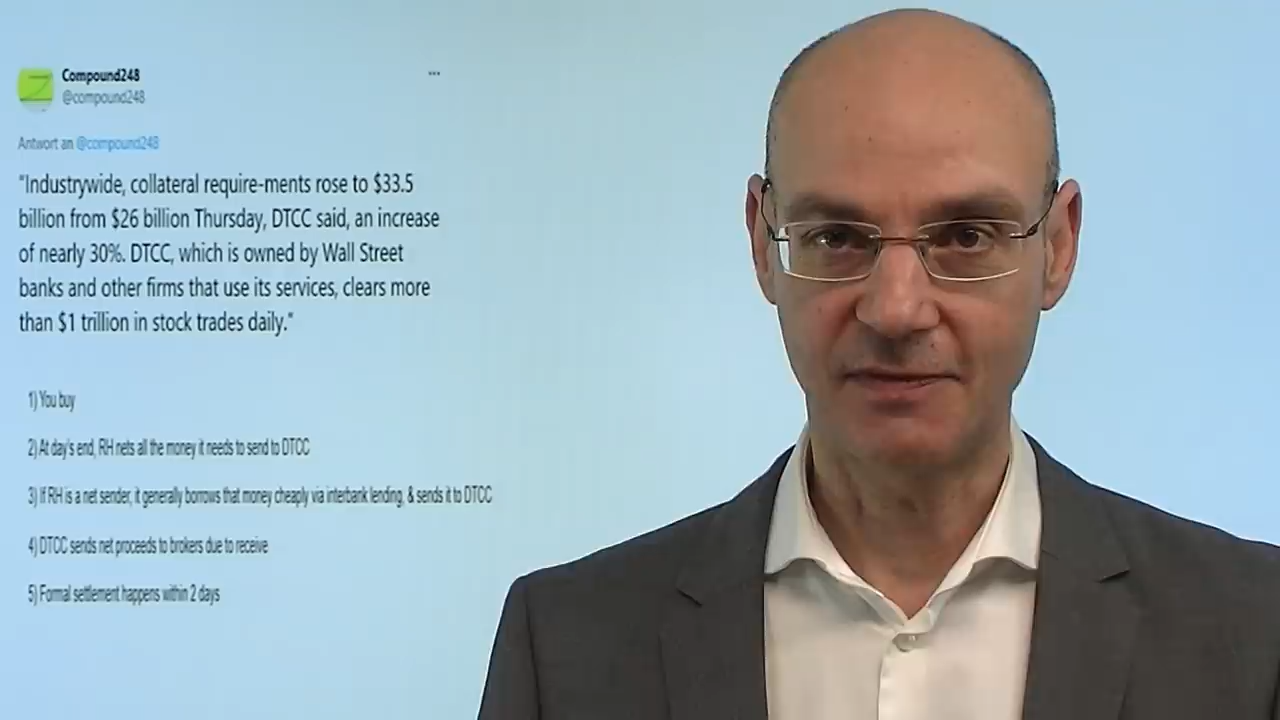 Compound248
@compound248
...
Antwort an @compound248
"Industrywide, collateral require-ments rose to $33.5
billion from $26 billion Thursday, DTCC said, an increase
of nearly 30%. DTCC, which is owned by Wall Street
banks and other firms that use its services, clears more
than $1 trillion in stock trades daily."
1) You buy
2) At day's end, RH nets all the money it needs to send to DTCC
3) If RH is a net sender, it generally borrows that money cheaply via interbank lending, & sends it to DTCC
4) DTCC sends net proceeds to brokers due to receive
5) Formal settlement happens within 2 days